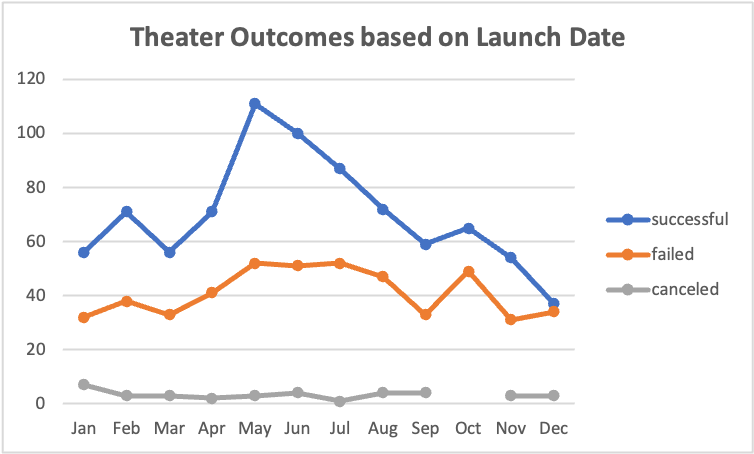 Theater Outcomes based on Launch Date
120
100
80
60
40
20
0
Jan Feb Mar Apr May Jun Jul Aug Sep Oct Nov Dec
successful
failed
canceled